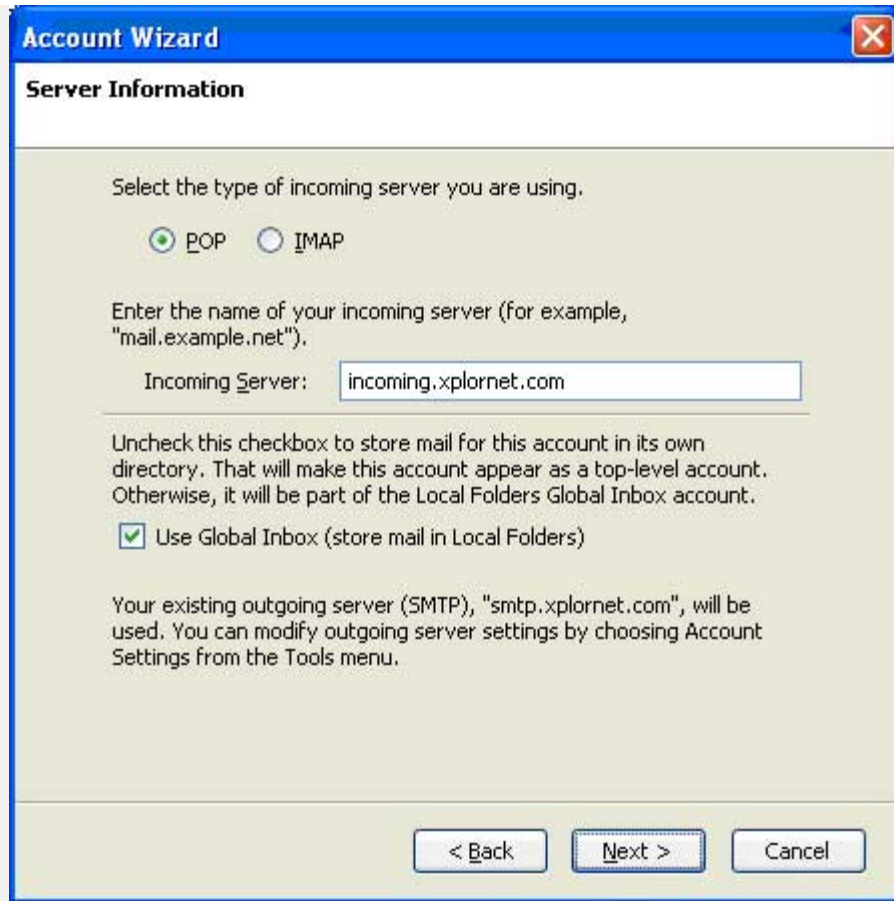 Account Wizard
Server Information
Select the type of incoming server you are using.
POP IMAP
Enter the name of your incoming server (for example,
"mail.example.net").
Incoming Server: incoming.xplornet.com
Uncheck this checkbox to store mail for this account in its own
directory. That will make this account appear as a top-level account.
Otherwise, it will be part of the Local Folders Global Inbox account.
Use Global Inbox (store mail in Local Folders)
Your existing outgoing server (SMTP), "smtp.xplornet.com", will be
used. You can modify outgoing server settings by choosing Account
Settings from the Tools menu.
< Back Next > Cancel